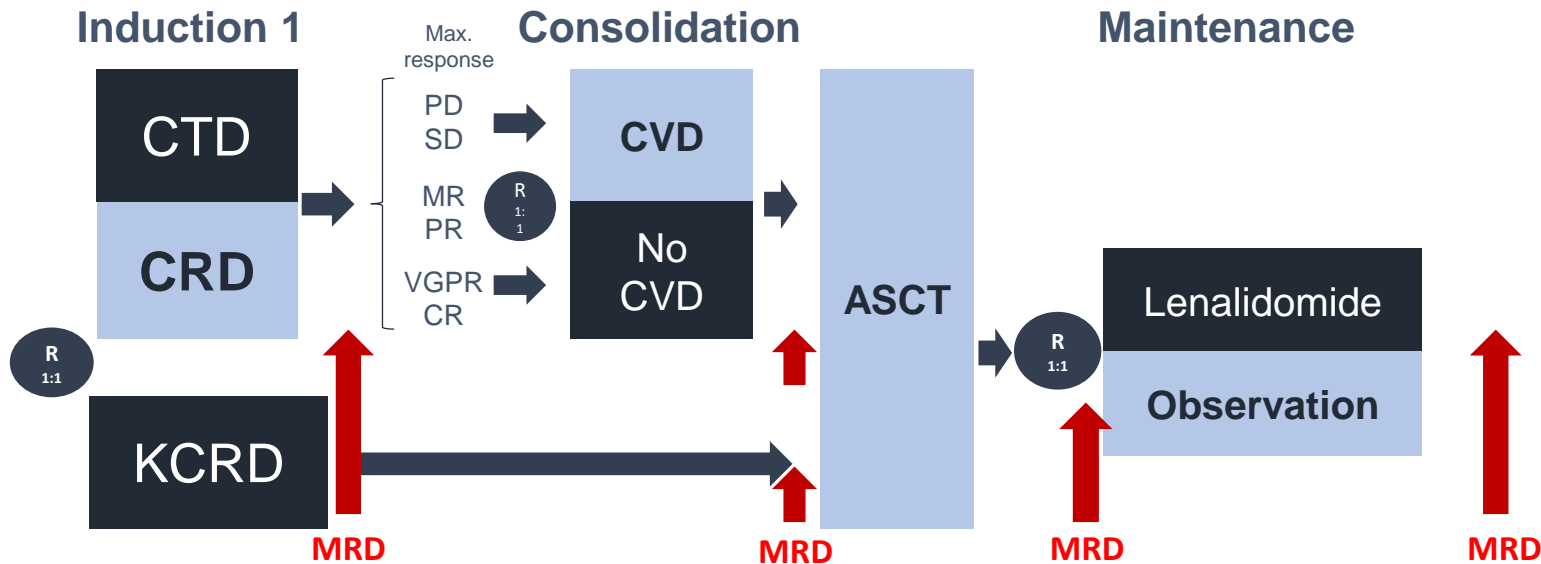 Induction 1
Max.
response
Consolidation
Maintenance
CTD
CRD
PD
SD
MR
PR
VGPR
CR
R
1:
1
CVD
No
CVD
ASCT
R
1:1
KCRD
R
1:1
Lenalidomide
Observation
MRD
MRD
MRD
MRD